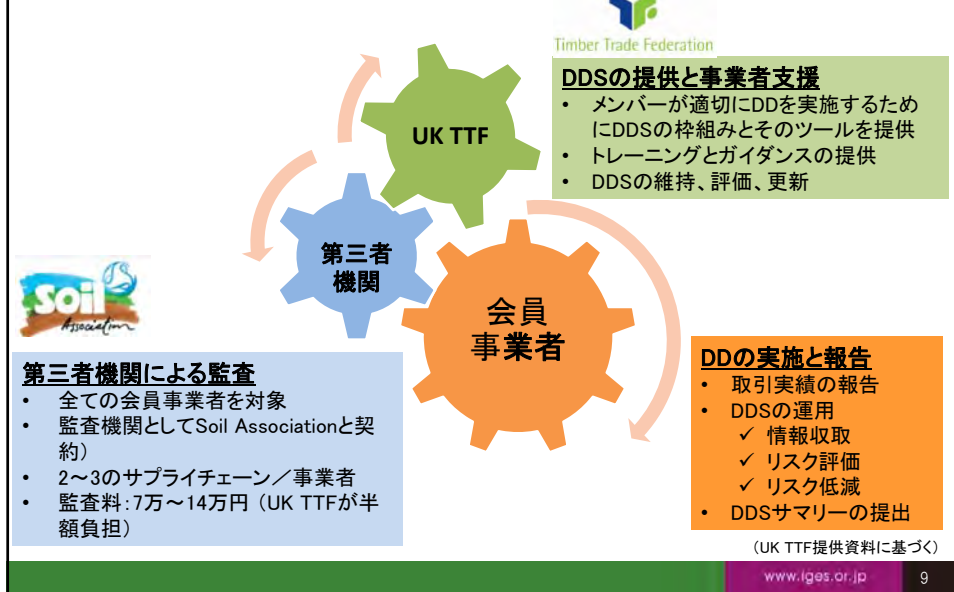 Timber Trade Federation
DDSの提供と事業者支援
• メンバーが適切にDDを実施するため
にDDSの枠組みとそのツールを提供
• トレーニングとガイダンスの提供
• DDSの維持、評価、更新
UK TTF
第三者
機関
会員
事業者
soil
Association
第三者機関による監査
• 全ての会員事業者を対象
• 監査機関としてSoil Associationと契
約)
• 2～3のサプライチェーン／事業者
• 監査料:7万～14万円 (UK TTFが半
額負担)
DDの実施と報告
• 取引実績の報告
• DDSの運用
✓ 情報収取
✓ リスク評価
✓ リスク低減
• DDSサマリーの提出
(UK TTF提供資料に基づく)
www.iges.or.jp
9